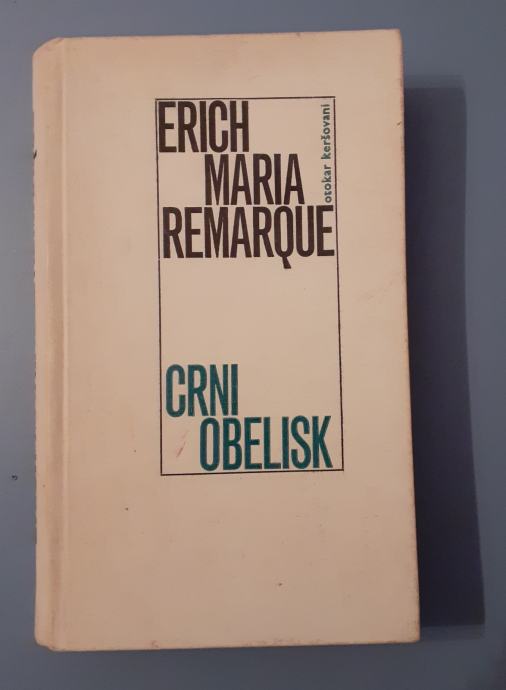 ERICH
MARIA
REMARQUE
otokar keršovani
CRNI
OBELISK